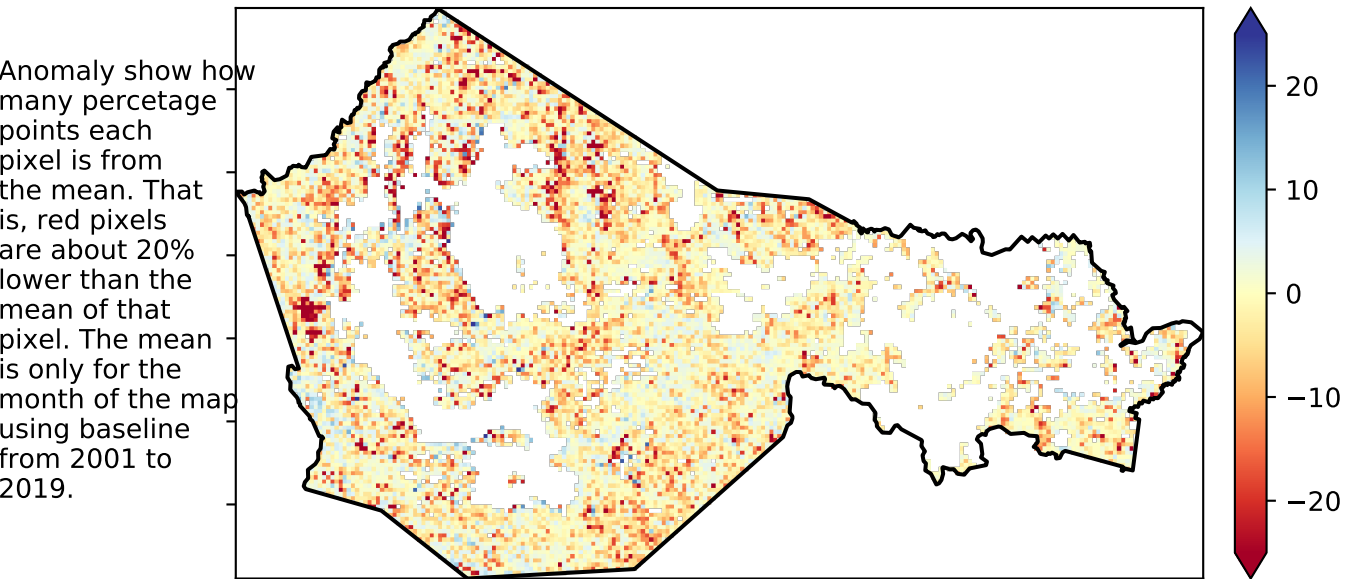 Anomaly show how
many percetage
points each
pixel is from
the mean. That
is, red pixels
are about 20%
lower than the
mean of that
pixel. The mean
is only for the
month of the map
using baseline
from 2001 to
2019.
20
10
0
−10
−20